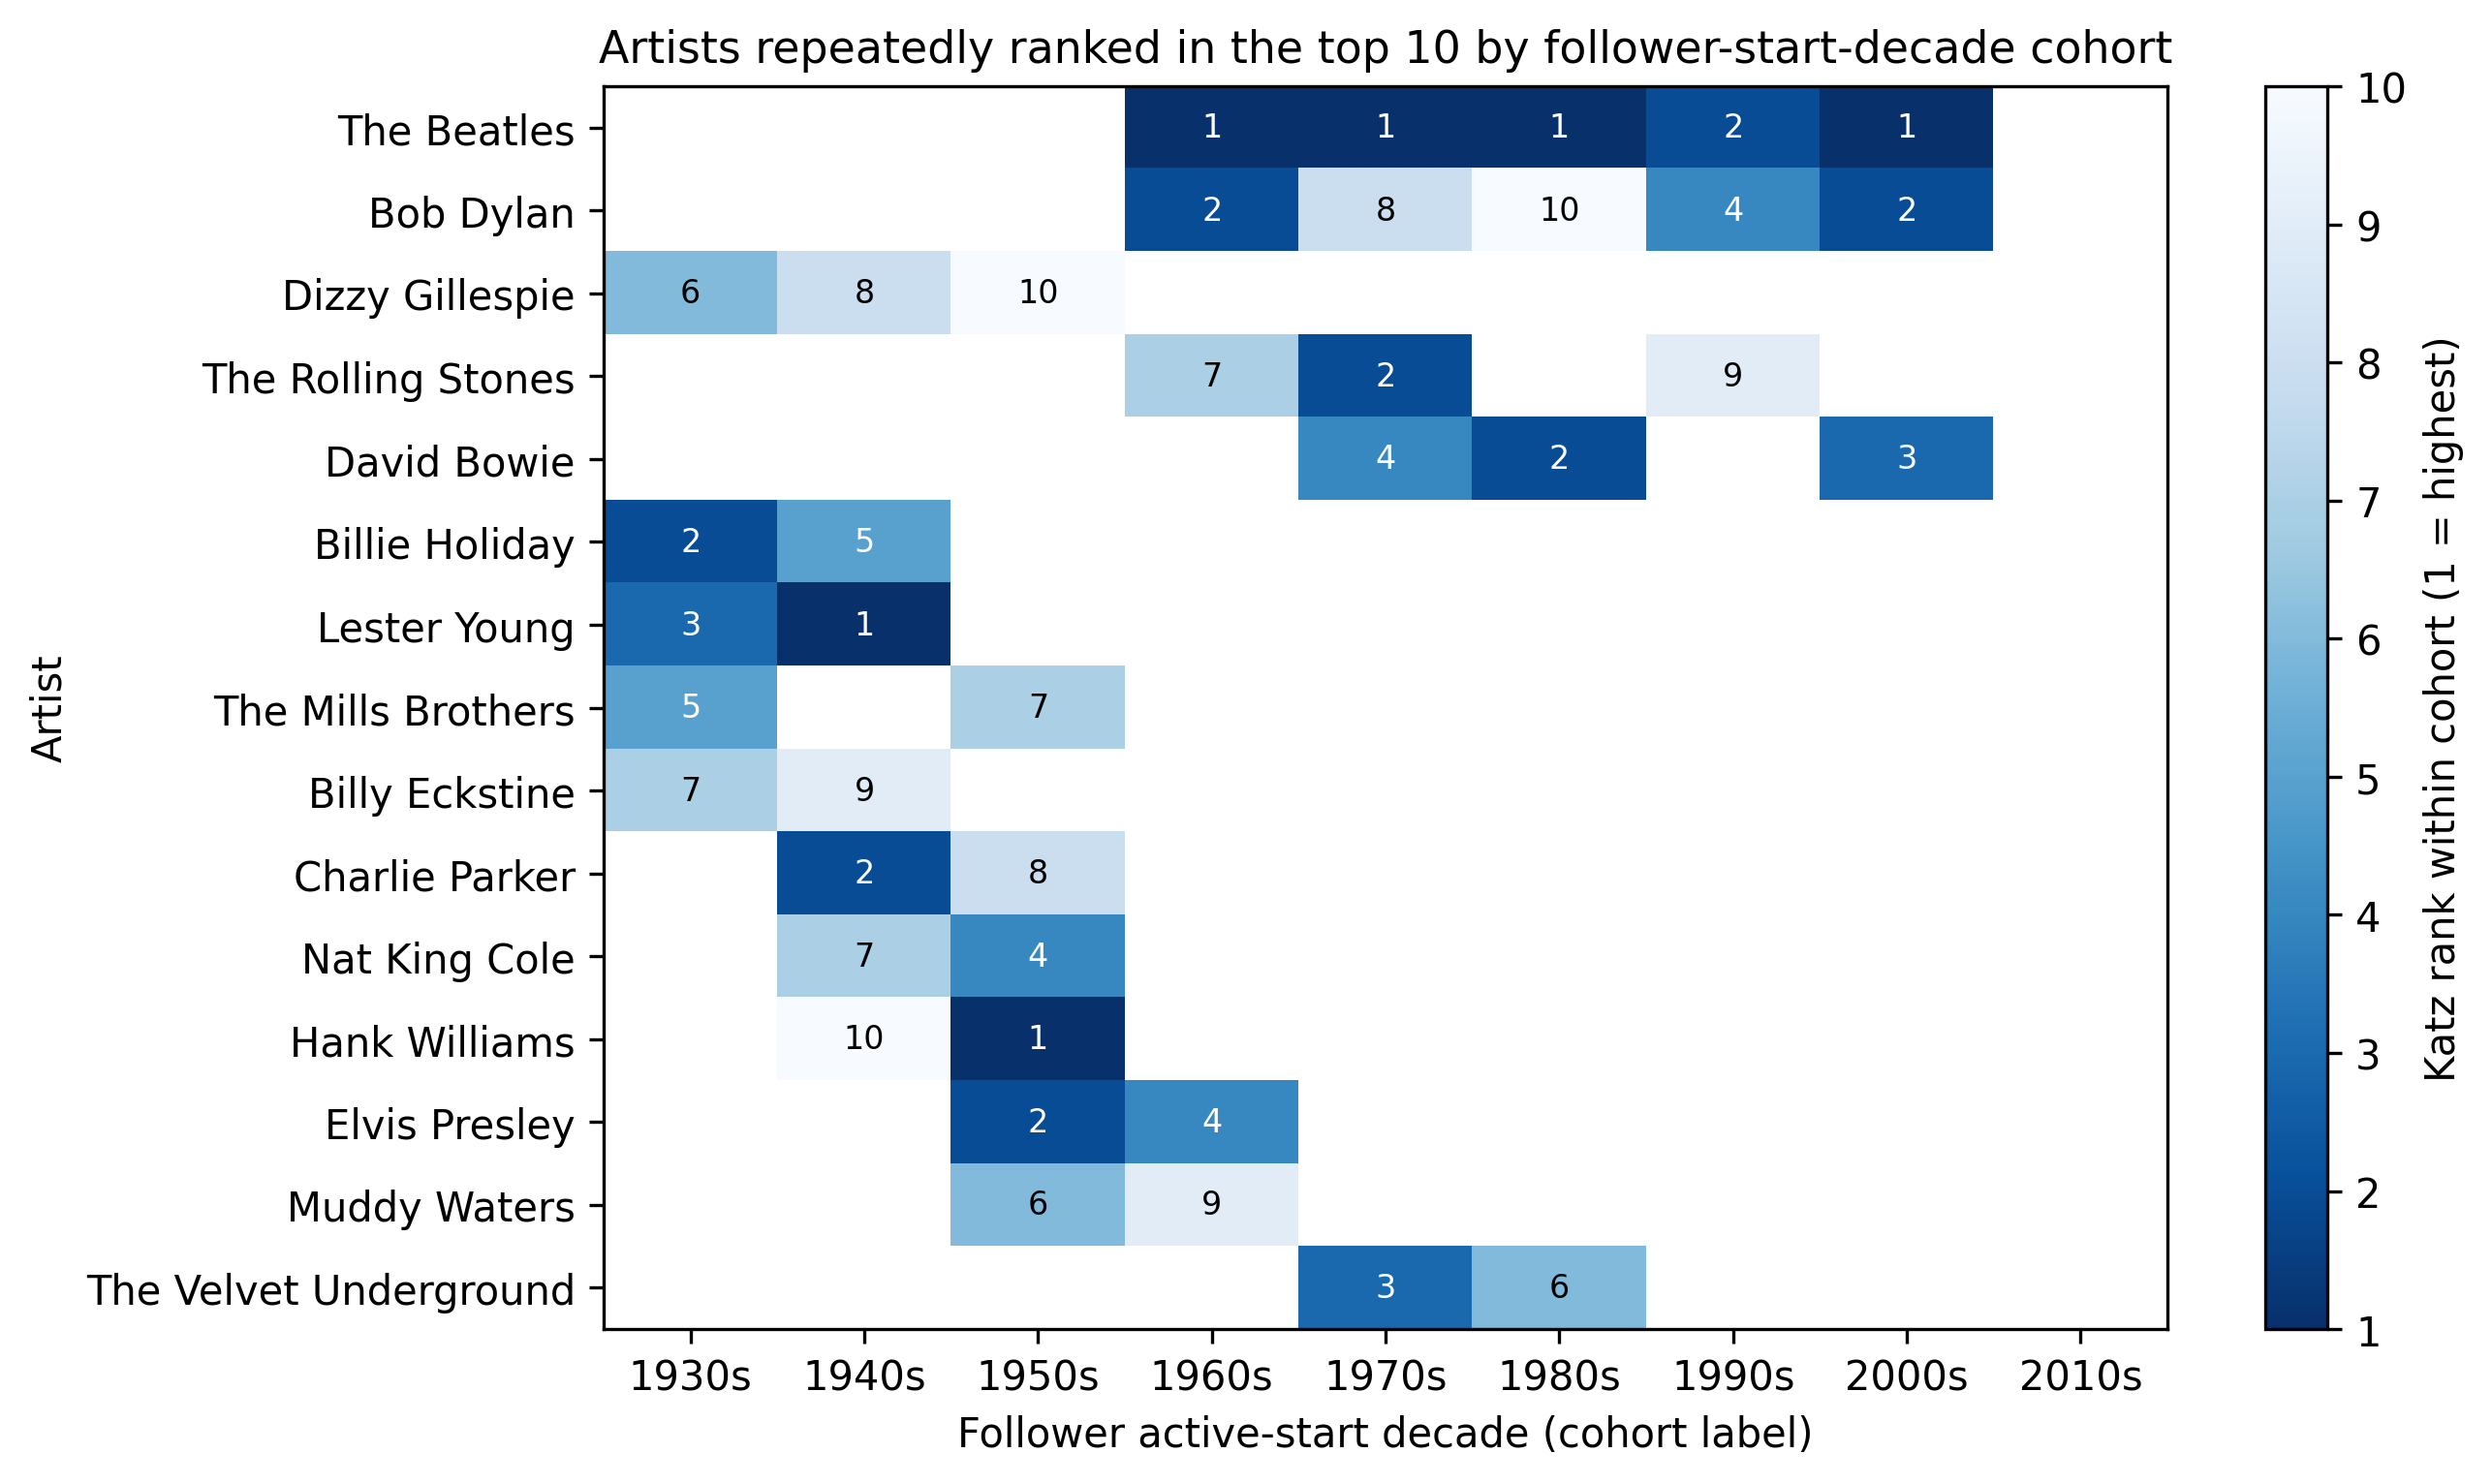 Artists repeatedly ranked in the top 10 by follower-start-decade cohort
Artist
The Beatles 1 1 1 2 1
Bob Dylan 2 8 10 4 2
Dizzy Gillespie 6 8 10
The Rolling Stones 7 2 9
David Bowie 4 2 3
Billie Holiday 2 5
Lester Young 3 1
The Mills Brothers 5 7
Billy Eckstine 7 9
Charlie Parker 2 8
Nat King Cole 7 4
Hank Williams 10 1
Elvis Presley 2 4
Muddy Waters 6 9
The Velvet Underground 3 6
1930s 1940s 1950s 1960s 1970s 1980s 1990s 2000s 2010s
Follower active-start decade (cohort label)
10
9
8
7
6
5
4
3
2
1
Katz rank within cohort (1 = highest)